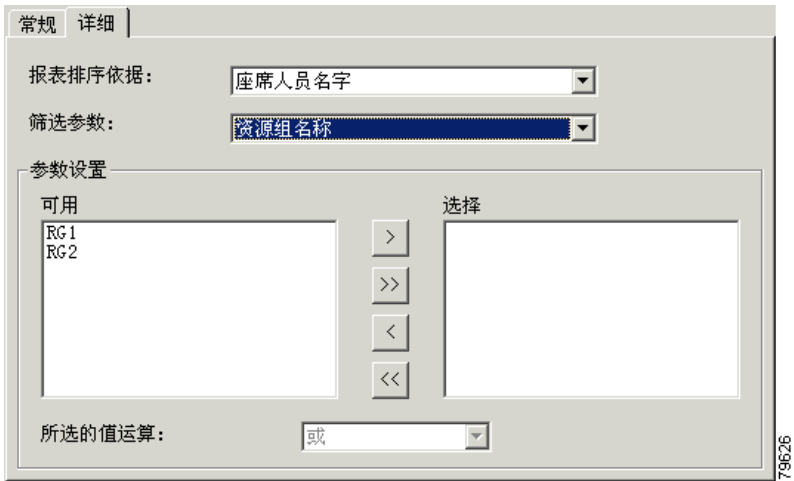 常规 详细
报表排序依据: 座席人员名字
筛选参数: 资源组名称
参数设置
可用 选择
RG1
RG2
>
>>
<
<<
所选的值运算: 或
79626